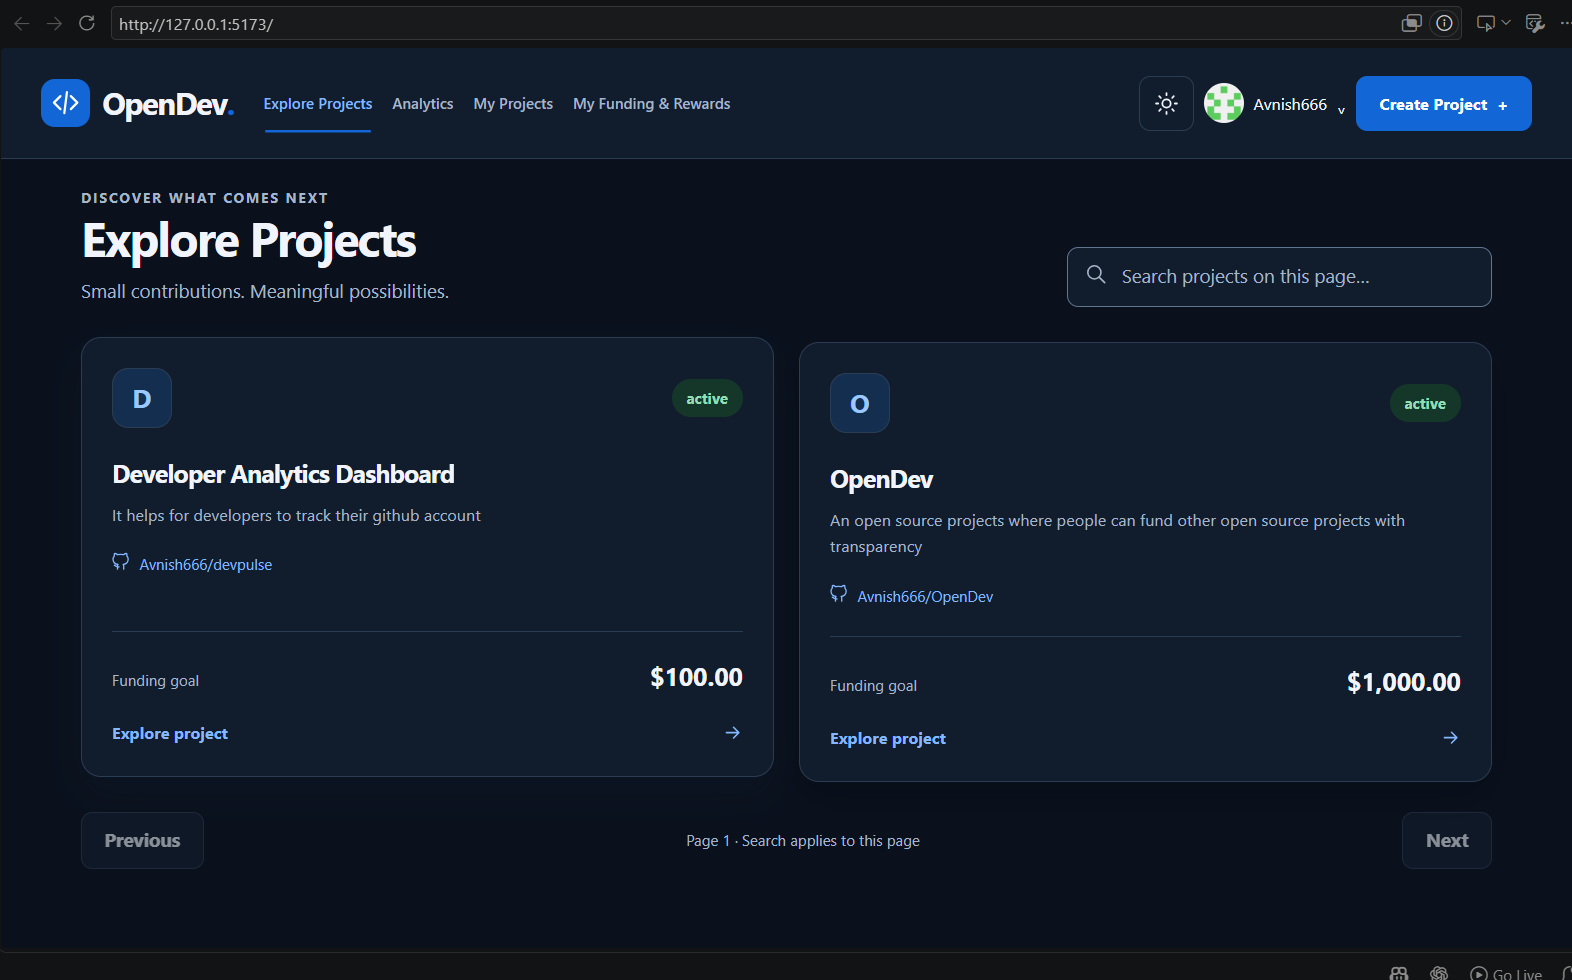 http://127.0.0.1:5173/
OpenDev.
Explore Projects
Analytics
My Projects
My Funding & Rewards
Avnish666
Create Project +
DISCOVER WHAT COMES NEXT
Explore Projects
Small contributions. Meaningful possibilities.
Search projects on this page...
D
active
Developer Analytics Dashboard
It helps for developers to track their github account
Avnish666/devpulse
Funding goal
$100.00
Explore project →
O
active
OpenDev
An open source projects where people can fund other open source projects with
transparency
Avnish666/OpenDev
Funding goal
$1,000.00
Explore project →
Previous
Page 1 · Search applies to this page
Next
Go Live